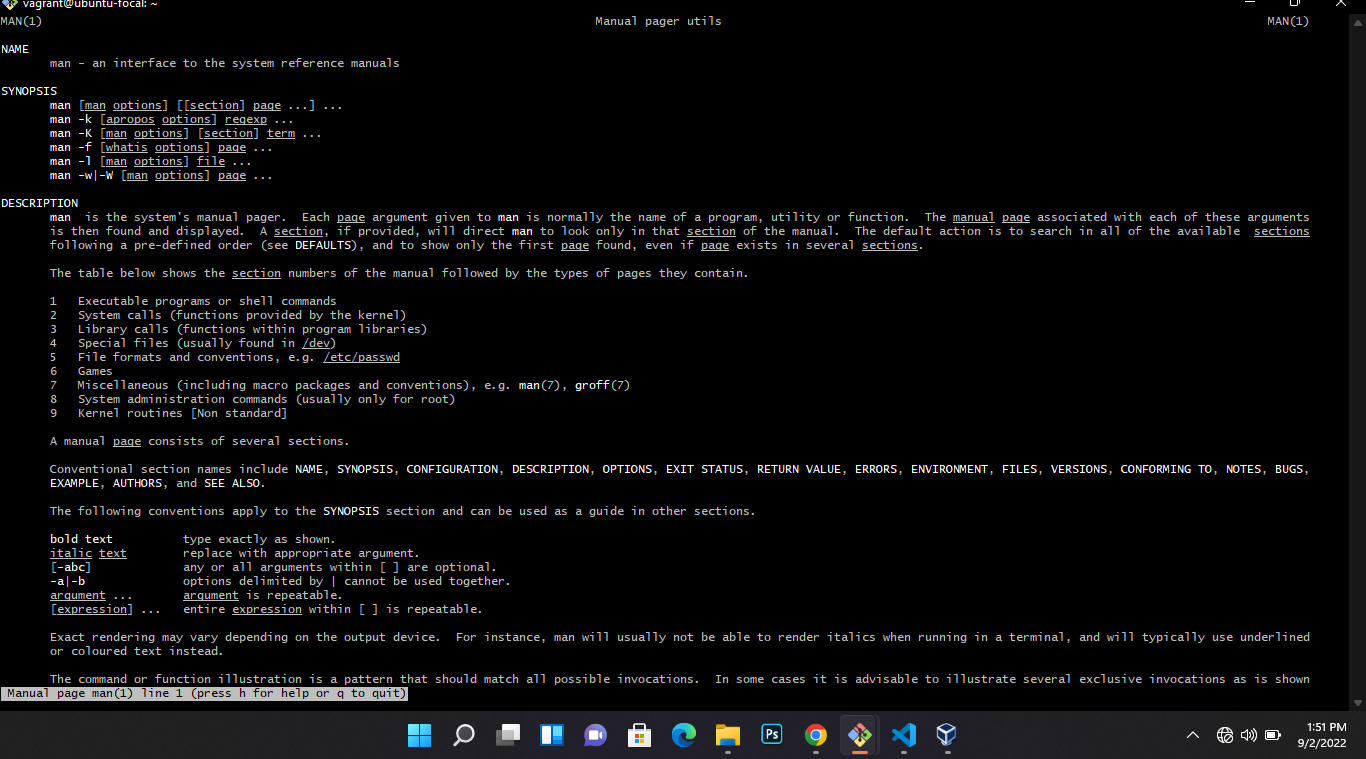 vagrant@ubuntu-focal: ~
MAN(1) Manual pager utils MAN(1)
NAME
man - an interface to the system reference manuals
SYNOPSIS
man [man options] [[section] page ...] ...
man -k [apropos options] regexp ...
man -K [man options] [section] term ...
man -f [whatis options] page ...
man -l [man options] file ...
man -w|-W [man options] page ...
DESCRIPTION
man is the system's manual pager. Each page argument given to man is normally the name of a program, utility or function. The manual page associated with each of these arguments
is then found and displayed. A section, if provided, will direct man to look only in that section of the manual. The default action is to search in all of the available sections
following a pre-defined order (see DEFAULTS), and to show only the first page found, even if page exists in several sections.
The table below shows the section numbers of the manual followed by the types of pages they contain.
1 Executable programs or shell commands
2 System calls (functions provided by the kernel)
3 Library calls (functions within program libraries)
4 Special files (usually found in /dev)
5 File formats and conventions, e.g. /etc/passwd
6 Games
7 Miscellaneous (including macro packages and conventions), e.g. man(7), groff(7)
8 System administration commands (usually only for root)
9 Kernel routines [Non standard]
A manual page consists of several sections.
Conventional section names include NAME, SYNOPSIS, CONFIGURATION, DESCRIPTION, OPTIONS, EXIT STATUS, RETURN VALUE, ERRORS, ENVIRONMENT, FILES, VERSIONS, CONFORMING TO, NOTES, BUGS,
EXAMPLE, AUTHORS, and SEE ALSO.
The following conventions apply to the SYNOPSIS section and can be used as a guide in other sections.
bold text type exactly as shown.
italic text replace with appropriate argument.
[-abc] any or all arguments within [ ] are optional.
-a|-b options delimited by | cannot be used together.
argument ... argument is repeatable.
[expression] ... entire expression within [ ] is repeatable.
Exact rendering may vary depending on the output device. For instance, man will usually not be able to render italics when running in a terminal, and will typically use underlined
or coloured text instead.
The command or function illustration is a pattern that should match all possible invocations. In some cases it is advisable to illustrate several exclusive invocations as is shown
Manual page man(1) line 1 (press h for help or q to quit)
Ps
1:51 PM
9/2/2022